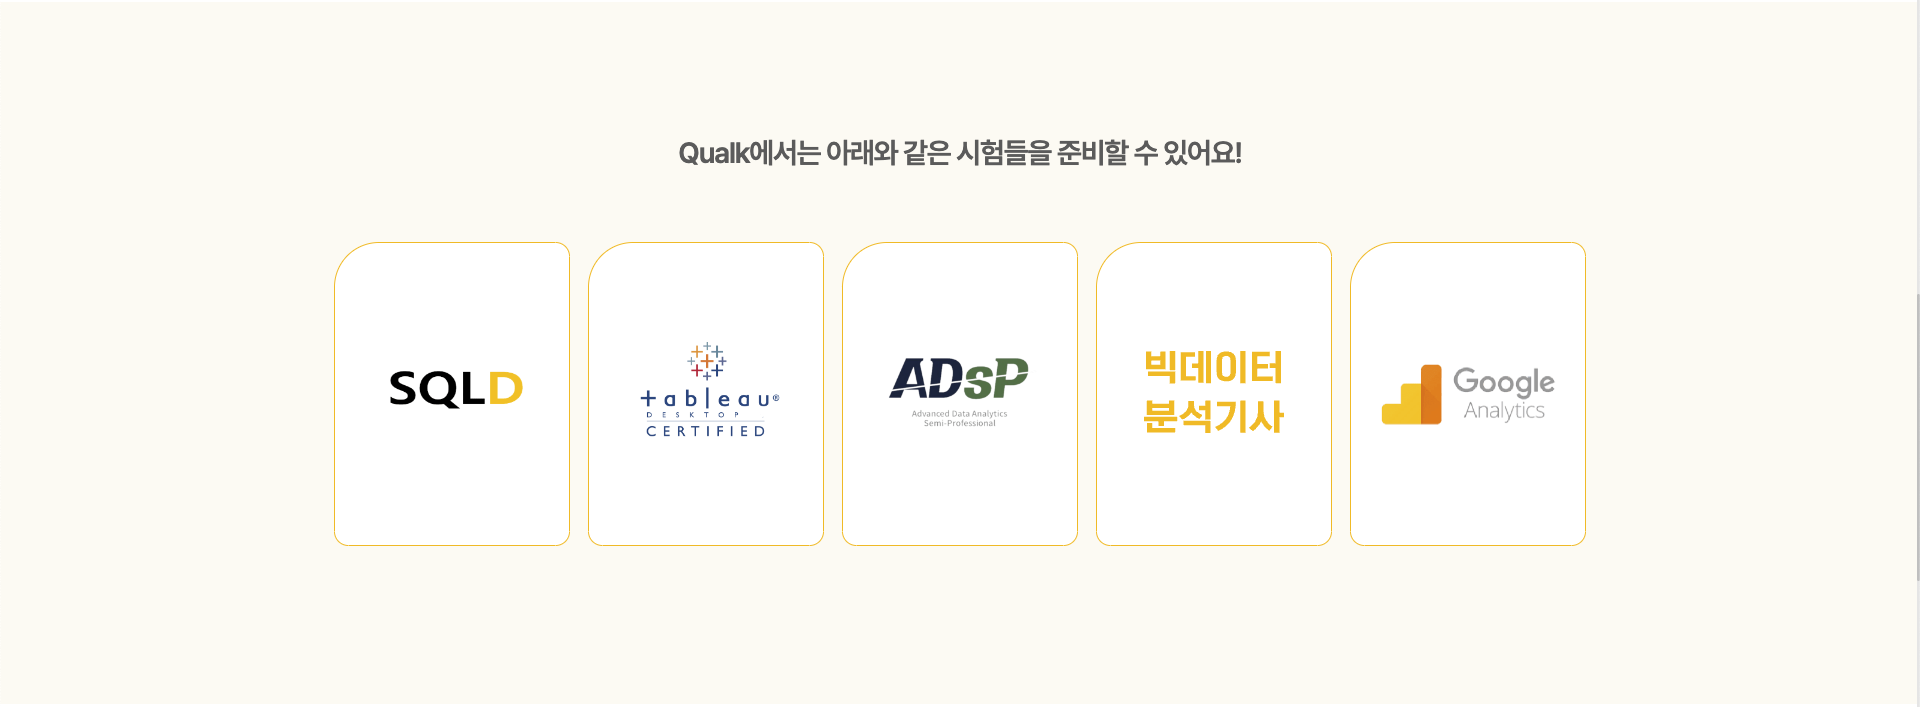 Qualk에서는 아래와 같은 시험들을 준비할 수 있어요!
SQLD
tableau®
DESKTOP
CERTIFIED
ADsP
Advanced Data Analytics
Semi-Professional
빅데이터
분석기사
Google
Analytics